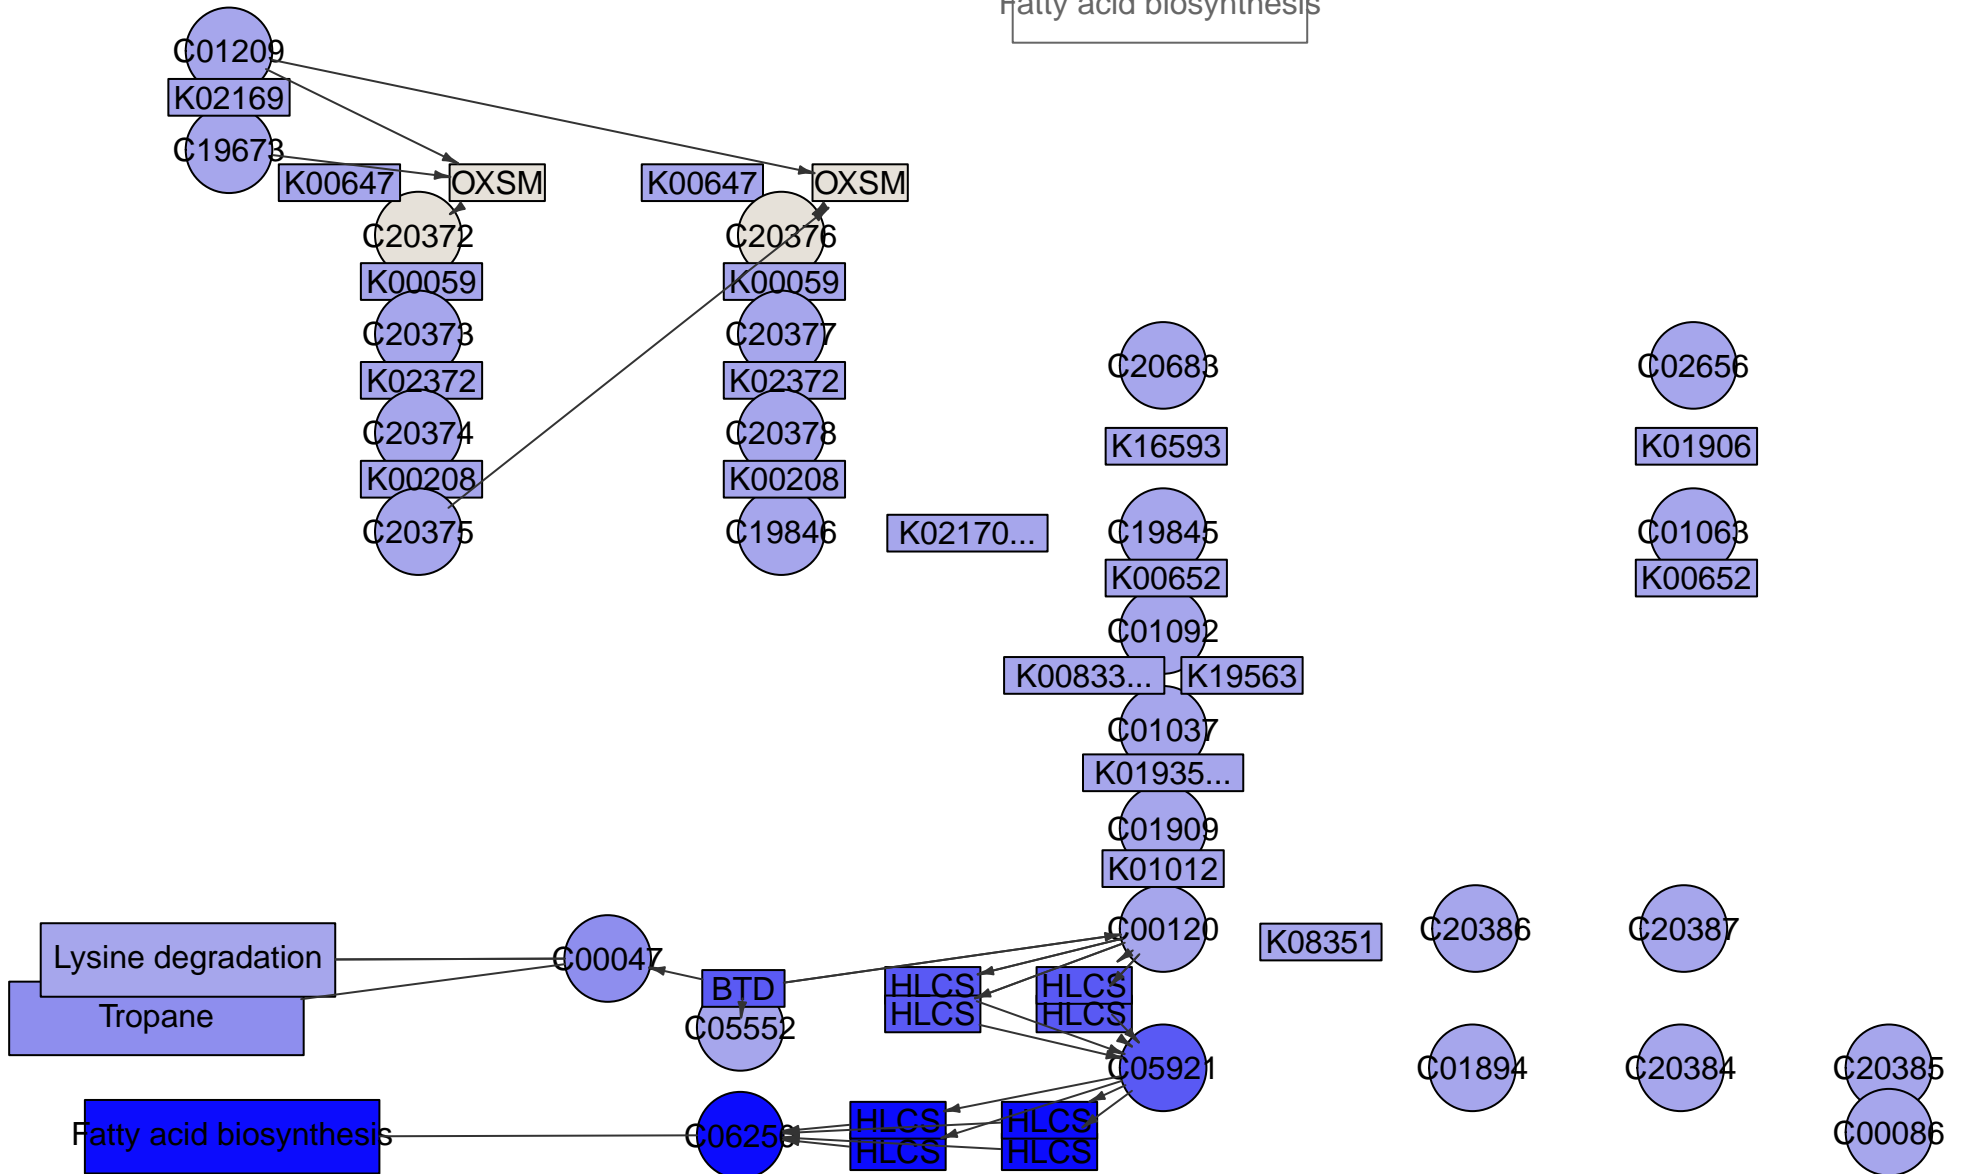 Fatty acid biosynthesis
C01209
K02169
C19673
K00647
OXSM
K00647
OXSM
C20372
C20376
K00059
K00059
C20373
C20377
C20683
C02656
K02372
K02372
C20374
C20378
K16593
K01906
K00208
K00208
C20375
C19846
K02170...
C19845
C01063
K00652
K00652
C01092
K00833...
K19563
C01037
K01935...
C01909
K01012
C00120
K08351
C20386
C20387
Lysine degradation
C00047
BTD
HLCS
HLCS
Tropane
C05552
HLCS
HLCS
C05921
C01894
C20384
C20385
Fatty acid biosynthesis
C06250
HLCS
HLCS
C00086
HLCS
HLCS